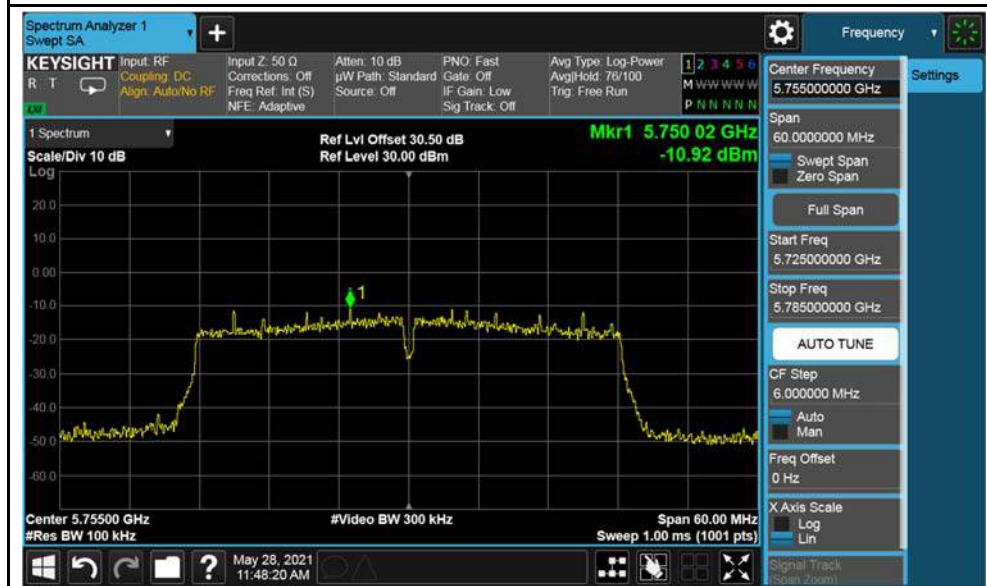 Spectrum Analyzer 1
Swept SA
+
Frequency
KEYSIGHT
R T
LXI
Input: RF
Coupling: DC
Align: Auto/No RF
Input Z: 50 Ω
Corrections: Off
Freq Ref: Int (S)
NFE: Adaptive
Atten: 10 dB
µW Path: Standard
Source: Off
PNO: Fast
Gate: Off
IF Gain: Low
Sig Track: Off
Avg Type: Log-Power
Avg|Hold: 76/100
Trig: Free Run
1 2 3 4 5 6
M W W W W W
P N N N N N
1 Spectrum
Scale/Div 10 dB
Log
Ref Lvl Offset 30.50 dB
Ref Level 30.00 dBm
Mkr1 5.750 02 GHz
-10.92 dBm
20.0
10.0
0.00
-10.0
-20.0
-30.0
-40.0
-50.0
-60.0
1
Center 5.75500 GHz
#Res BW 100 kHz
#Video BW 300 kHz
Span 60.00 MHz
Sweep 1.00 ms (1001 pts)
?
May 28, 2021
11:48:20 AM
Center Frequency
5.755000000 GHz
Span
60.0000000 MHz
Swept Span
Zero Span
Full Span
Start Freq
5.725000000 GHz
Stop Freq
5.785000000 GHz
AUTO TUNE
CF Step
6.000000 MHz
Auto
Man
Freq Offset
0 Hz
X Axis Scale
Log
Lin
Signal Track
(Span Zoom)
Settings